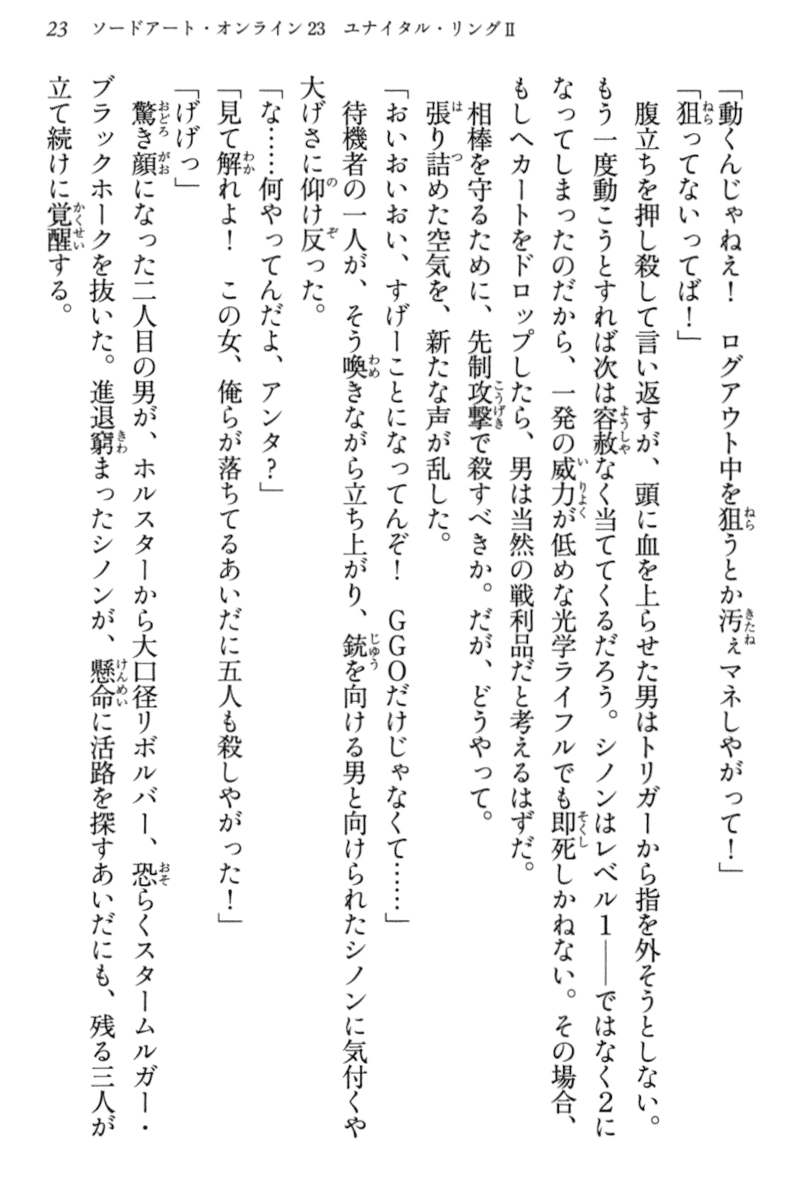 23 ソードアート・オンライン23 ユナイタル・リングⅡ
「動くんじゃねえ！　ログアウト中を狙うとか汚ぇマネしやがって！」
「狙ってないってば！」
　腹立ちを押し殺して言い返すが、頭に血を上らせた男はトリガーから指を外そうとしない。
もう一度動こうとすれば次は容赦なく当ててくるだろう。シノンはレベル１――ではなく２に
なってしまったのだから、一発の威力が低めな光学ライフルでも即死しかねない。その場合、
もしヘカートをドロップしたら、男は当然の戦利品だと考えるはずだ。
　相棒を守るために、先制攻撃で殺すべきか。だが、どうやって。
　張り詰めた空気を、新たな声が乱した。
「おいおいおい、すげーことになってんぞ！　ＧＧＯだけじゃなくて……」
　待機者の一人が、そう喚きながら立ち上がり、銃を向ける男と向けられたシノンに気付くや
大げさに仰け反った。
「な……何やってんだよ、アンタ？」
「見て解れよ！　この女、俺らが落ちてるあいだに五人も殺しやがった！」
「げげっ」
　驚き顔になった二人目の男が、ホルスターから大口径リボルバー、恐らくスタームルガー・
ブラックホークを抜いた。進退窮まったシノンが、懸命に活路を探すあいだにも、残る三人が
立て続けに覚醒する。